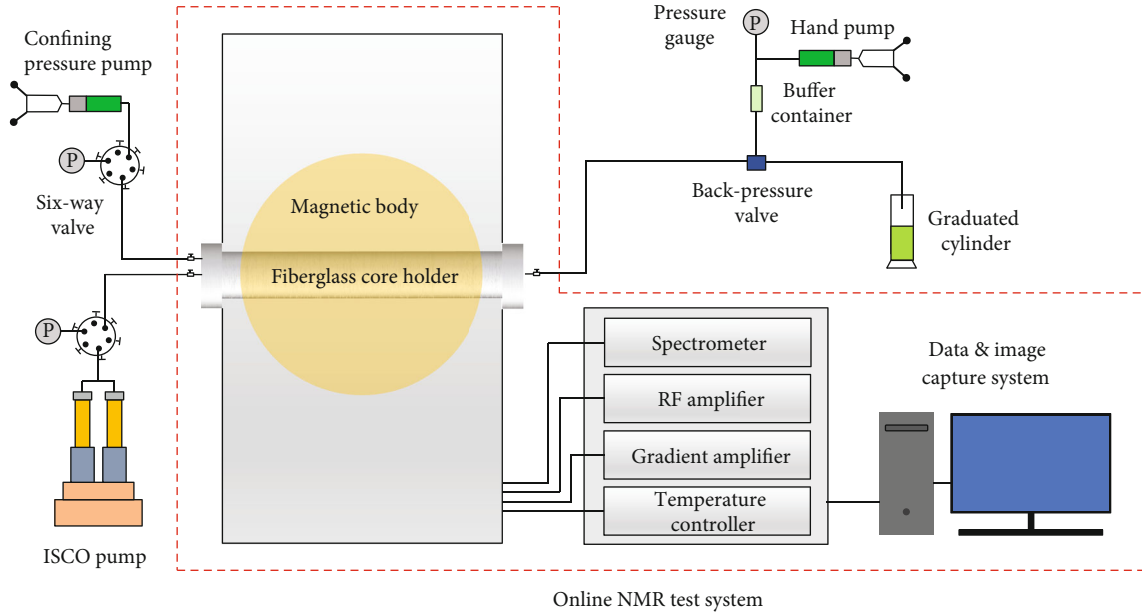 Confining
pressure pump
P
Six-way
valve
P
ISCO pump
Magnetic body
Fiberglass core holder
Pressure
gauge
P
Hand pump
Buffer
container
Back-pressure
valve
Graduated
cylinder
Spectrometer
RF amplifier
Gradient amplifier
Temperature
controller
Data & image
capture system
Online NMR test system